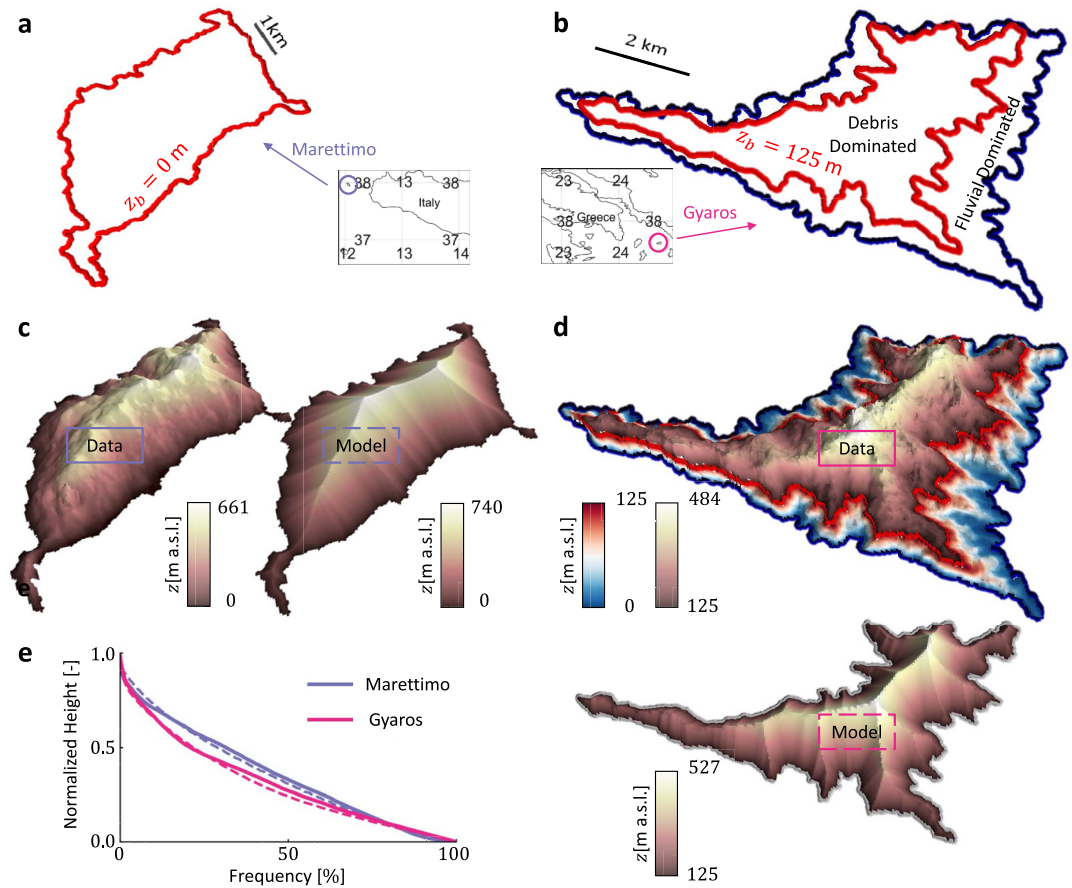 a
1km
z_b = 0 m
Marettimo
38 13 38
Italy
37 37
12 13 14
b
2 km
Debris
Dominated
z_b = 125 m
Fluvial Dominated
23 24
Greece
38 38
23 24
Gyaros
c
Data
Model
661
z[m a.s.l.]
0
740
z[m a.s.l.]
0
e
d
Data
125 484
z[m a.s.l.]
0 125
Model
527
z[m a.s.l.]
125
e
1.0
Normalized Height [-]
0.5
0.0
0 50 100
Frequency [%]
Marettimo
Gyaros